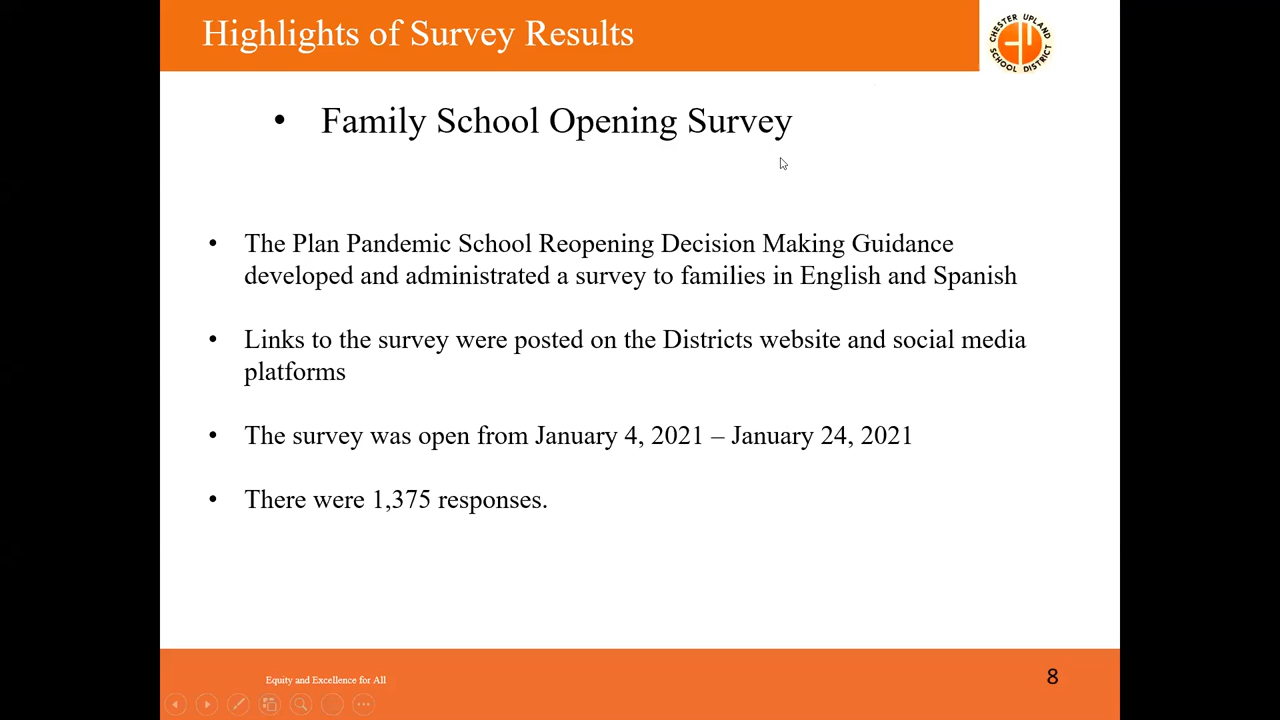 Highlights of Survey Results
CHESTER UPLAND
SCHOOL DISTRICT
• Family School Opening Survey
• The Plan Pandemic School Reopening Decision Making Guidance
developed and administrated a survey to families in English and Spanish
• Links to the survey were posted on the Districts website and social media
platforms
• The survey was open from January 4, 2021 – January 24, 2021
• There were 1,375 responses.
Equity and Excellence for All
8